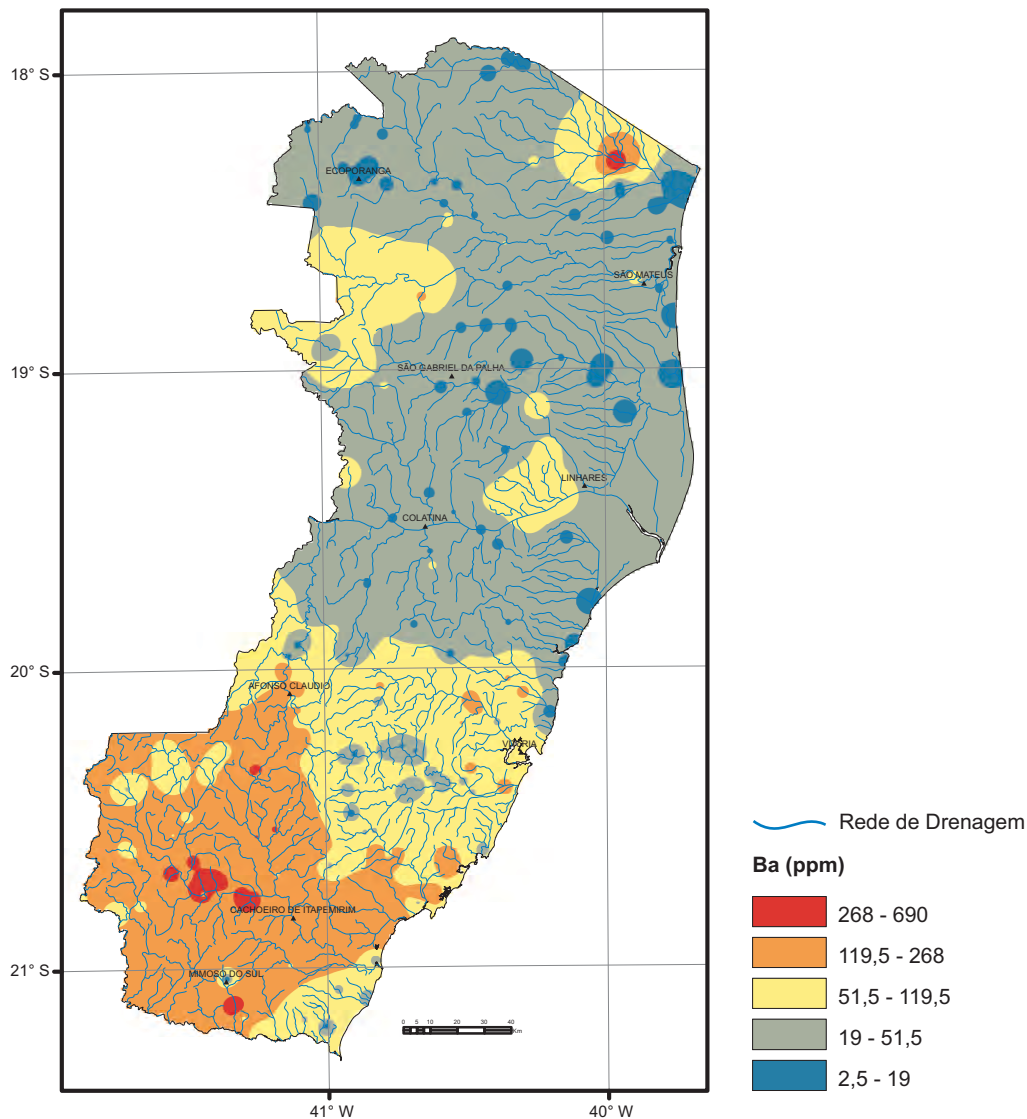 18° S
ECOPORANGA
SÃO MATEUS
19° S
SÃO GABRIEL DA PALHA
LINHARES
COLATINA
20° S
AFONSO CLAUDIO
VITÓRIA
CACHOEIRO DE ITAPEMIRIM
21° S
MIMOSO DO SUL
0 5 10 20 30 40
Km
41° W
40° W
Rede de Drenagem
Ba (ppm)
268 - 690
119,5 - 268
51,5 - 119,5
19 - 51,5
2,5 - 19